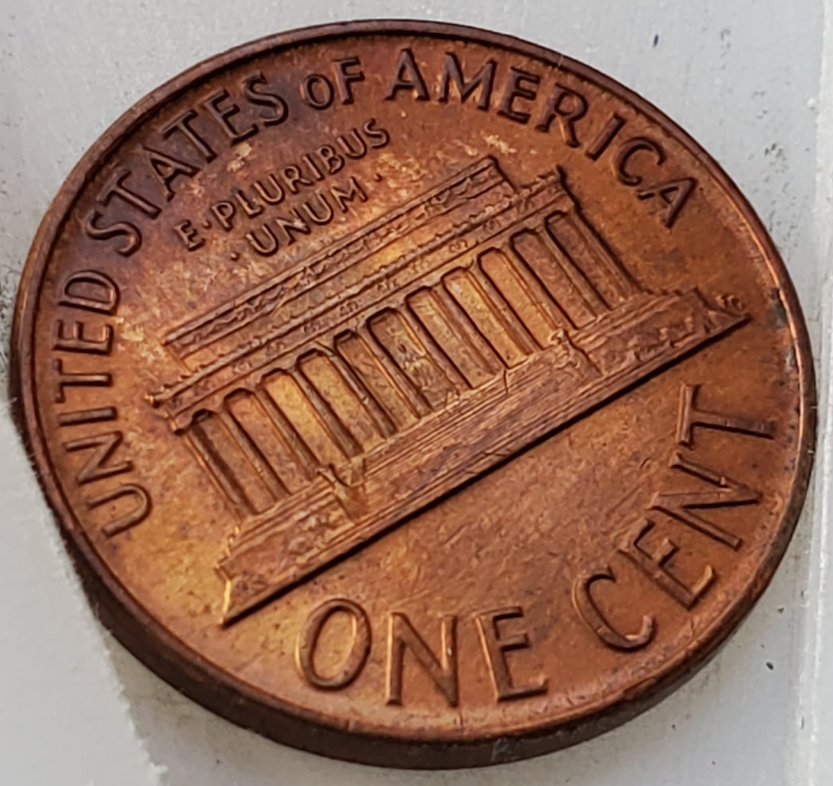 UNITED STATES OF AMERICA
E·PLURIBUS
·UNUM·
ONE CENT